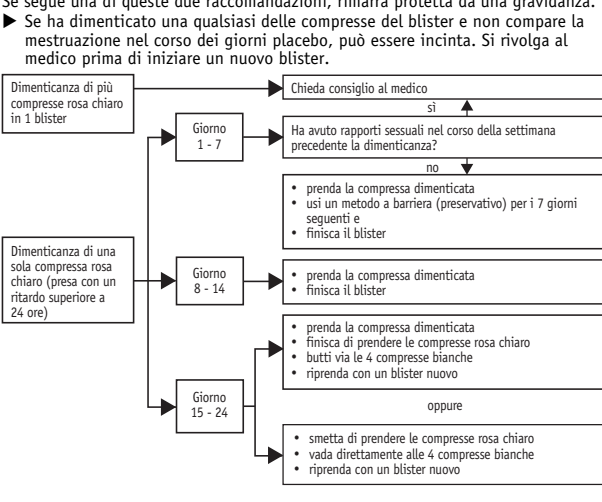 Se segue una di queste due raccomandazioni, rimarrà protetta da una gravidanza.
▶ Se ha dimenticato una qualsiasi delle compresse del blister e non compare la
mestruazione nel corso dei giorni placebo, può essere incinta. Si rivolga al
medico prima di iniziare un nuovo blister.
Dimenticanza di più
compresse rosa chiaro
in 1 blister
Chieda consiglio al medico
sì
Giorno
1 - 7
Ha avuto rapporti sessuali nel corso della settimana
precedente la dimenticanza?
no
• prenda la compressa dimenticata
• usi un metodo a barriera (preservativo) per i 7 giorni
seguenti e
• finisca il blister
Dimenticanza di una
sola compressa rosa
chiaro (presa con un
ritardo superiore a
24 ore)
Giorno
8 - 14
• prenda la compressa dimenticata
• finisca il blister
Giorno
15 - 24
• prenda la compressa dimenticata
• finisca di prendere le compresse rosa chiaro
• butti via le 4 compresse bianche
• riprenda con un blister nuovo
oppure
• smetta di prendere le compresse rosa chiaro
• vada direttamente alle 4 compresse bianche
• riprenda con un blister nuovo